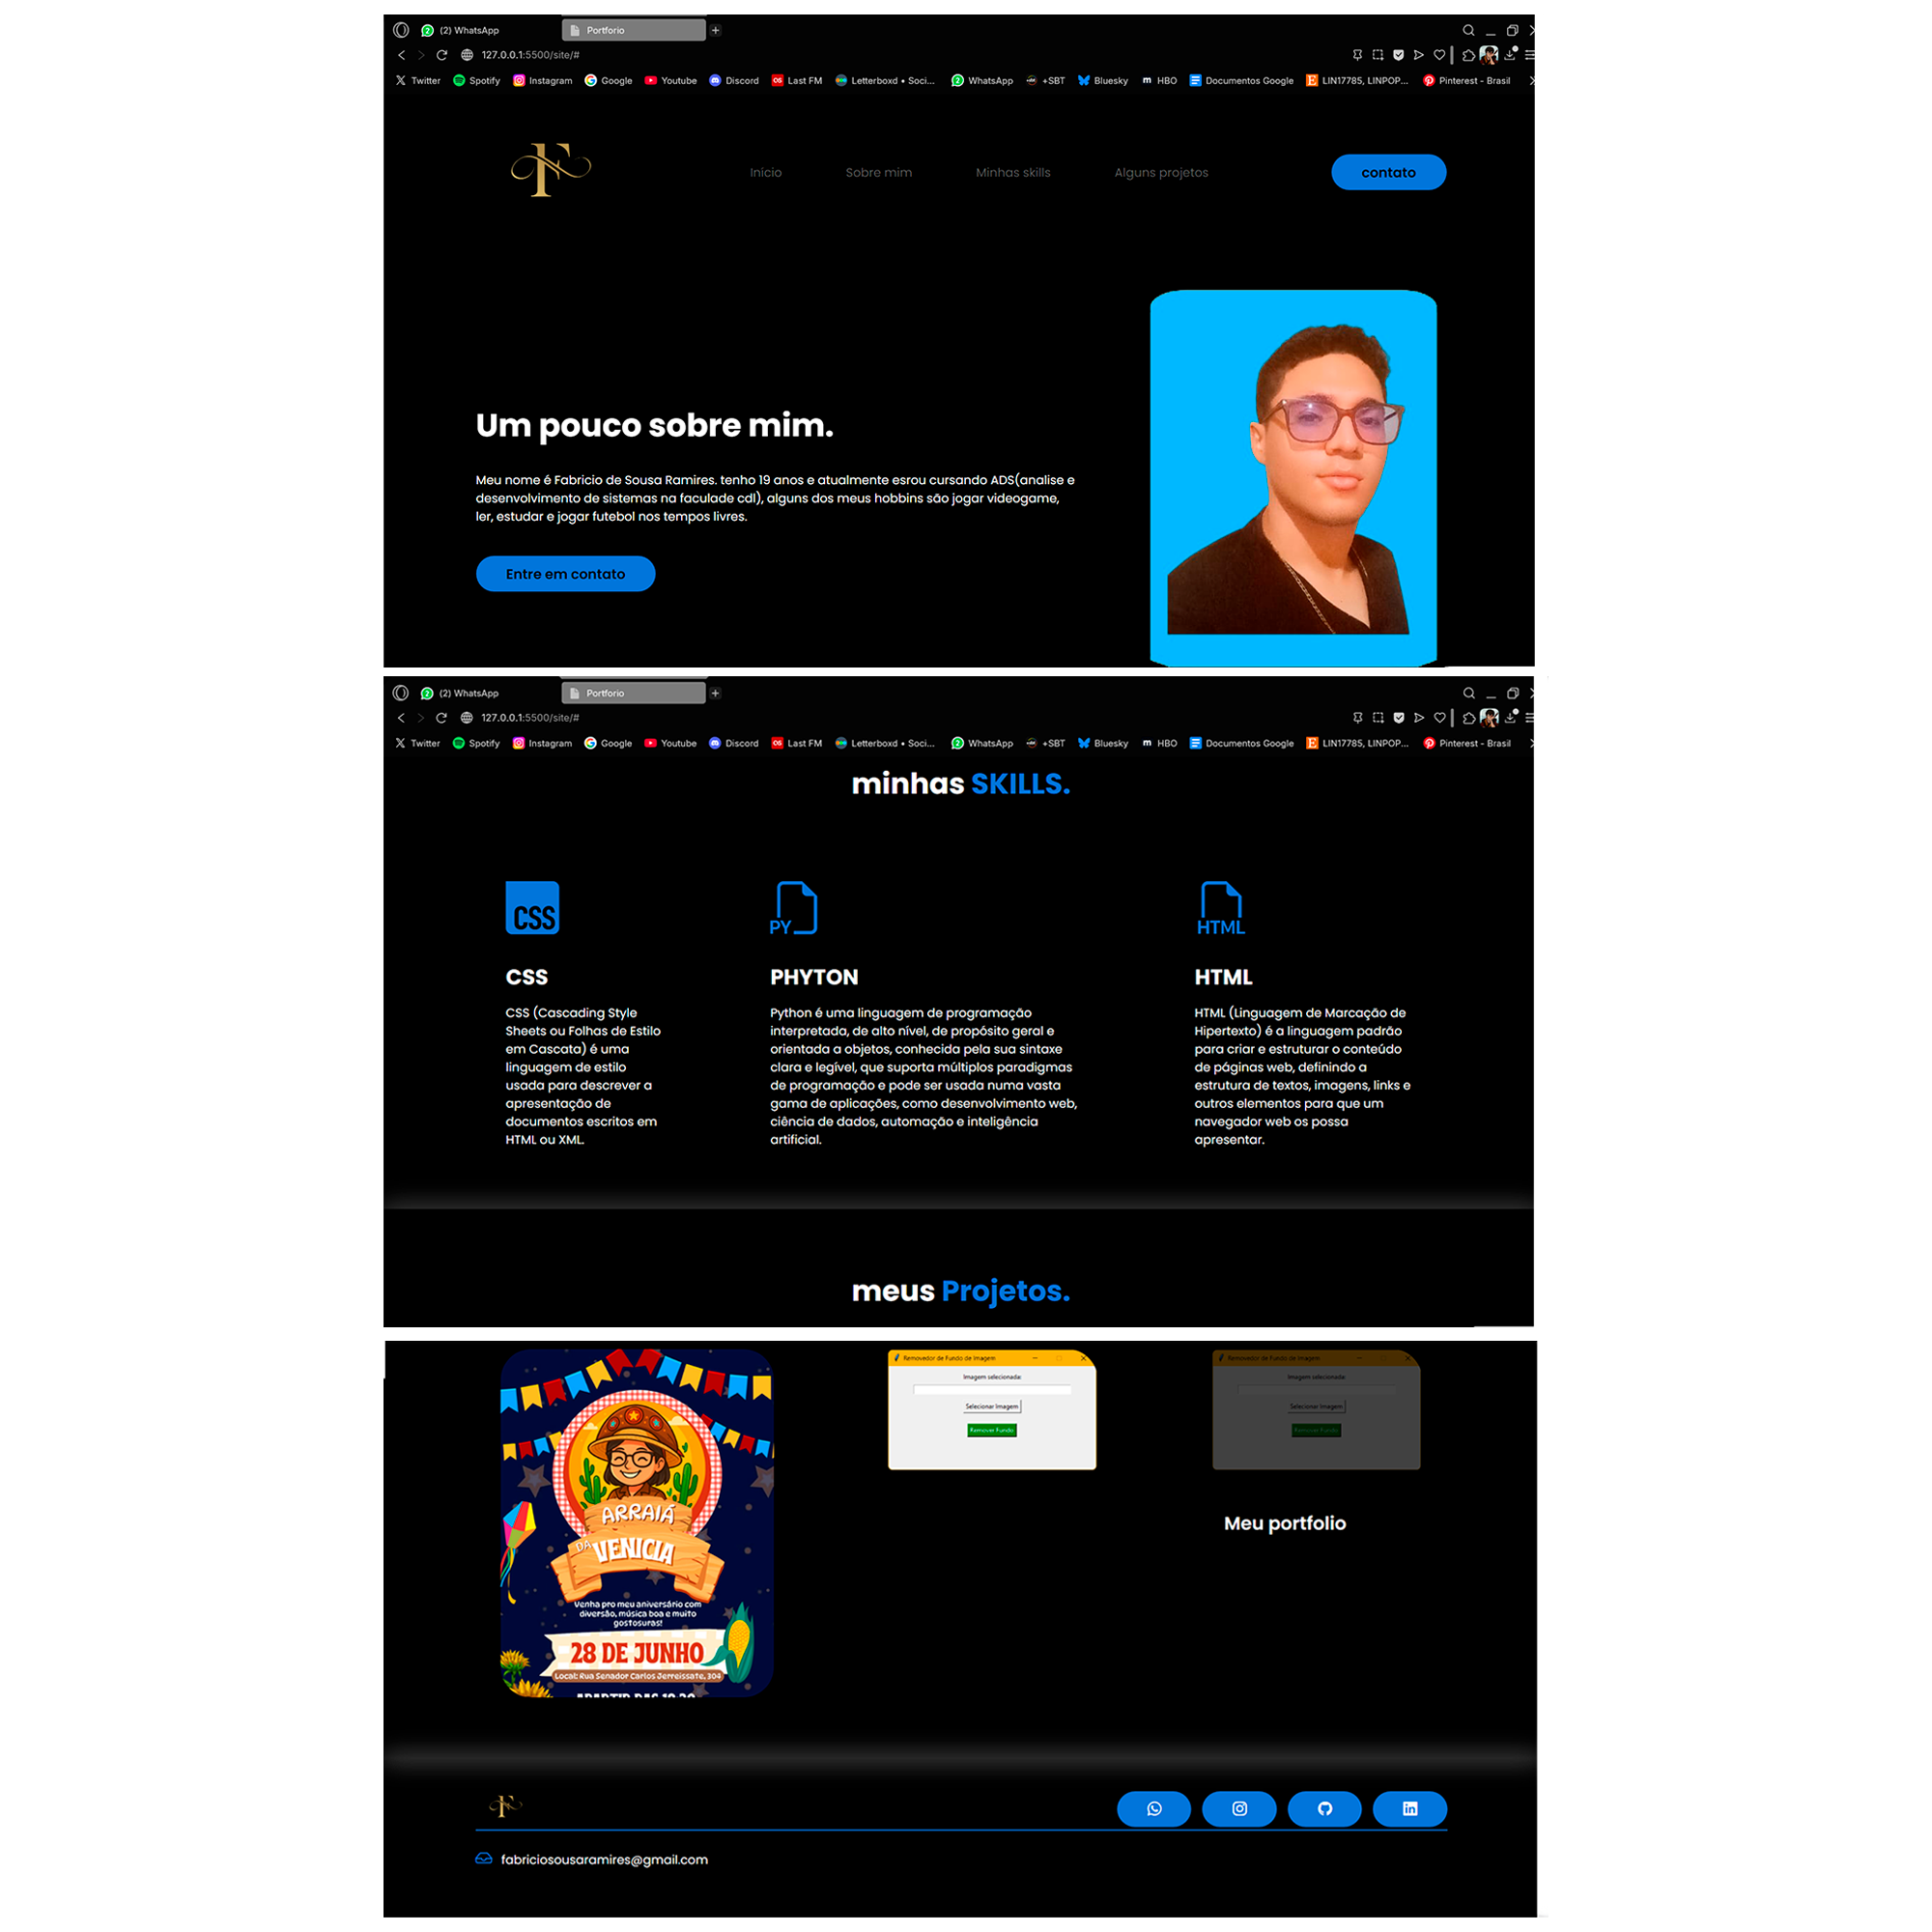 (2) WhatsApp
Portforio
127.0.0.1:5500/site/#
Twitter Spotify Instagram Google Youtube Discord Last FM Letterboxd • Soci... WhatsApp +SBT Bluesky HBO Documentos Google LIN17785, LINPOP... Pinterest - Brasil
F
Início Sobre mim Minhas skills Alguns projetos contato
Um pouco sobre mim.
Meu nome é Fabricio de Sousa Ramires. tenho 19 anos e atualmente esrou cursando ADS(analise e
desenvolvimento de sistemas na faculade cdl), alguns dos meus hobbins são jogar videogame,
ler, estudar e jogar futebol nos tempos livres.
Entre em contato
(2) WhatsApp
Portforio
127.0.0.1:5500/site/#
Twitter Spotify Instagram Google Youtube Discord Last FM Letterboxd • Soci... WhatsApp +SBT Bluesky HBO Documentos Google LIN17785, LINPOP... Pinterest - Brasil
minhas SKILLS.
CSS
CSS
CSS (Cascading Style
Sheets ou Folhas de Estilo
em Cascata) é uma
linguagem de estilo
usada para descrever a
apresentação de
documentos escritos em
HTML ou XML.
PY
PHYTON
Python é uma linguagem de programação
interpretada, de alto nível, de propósito geral e
orientada a objetos, conhecida pela sua sintaxe
clara e legível, que suporta múltiplos paradigmas
de programação e pode ser usada numa vasta
gama de aplicações, como desenvolvimento web,
ciência de dados, automação e inteligência
artificial.
HTML
HTML
HTML (Linguagem de Marcação de
Hipertexto) é a linguagem padrão
para criar e estruturar o conteúdo
de páginas web, definindo a
estrutura de textos, imagens, links e
outros elementos para que um
navegador web os possa
apresentar.
meus Projetos.
ARRAIÁ
DA VENICIA
Venha pro meu aniversário com
diversão, música boa e muito
gostosuras!
28 DE JUNHO
Local: Rua Senador Carlos Jerreissate, 304
Removedor de Fundo de Imagem
Imagem selecionada:
Selecionar Imagem
Remover Fundo
Removedor de Fundo de Imagem
Imagem selecionada:
Selecionar Imagem
Remover Fundo
Meu portfolio
F
fabriciosousaramires@gmail.com